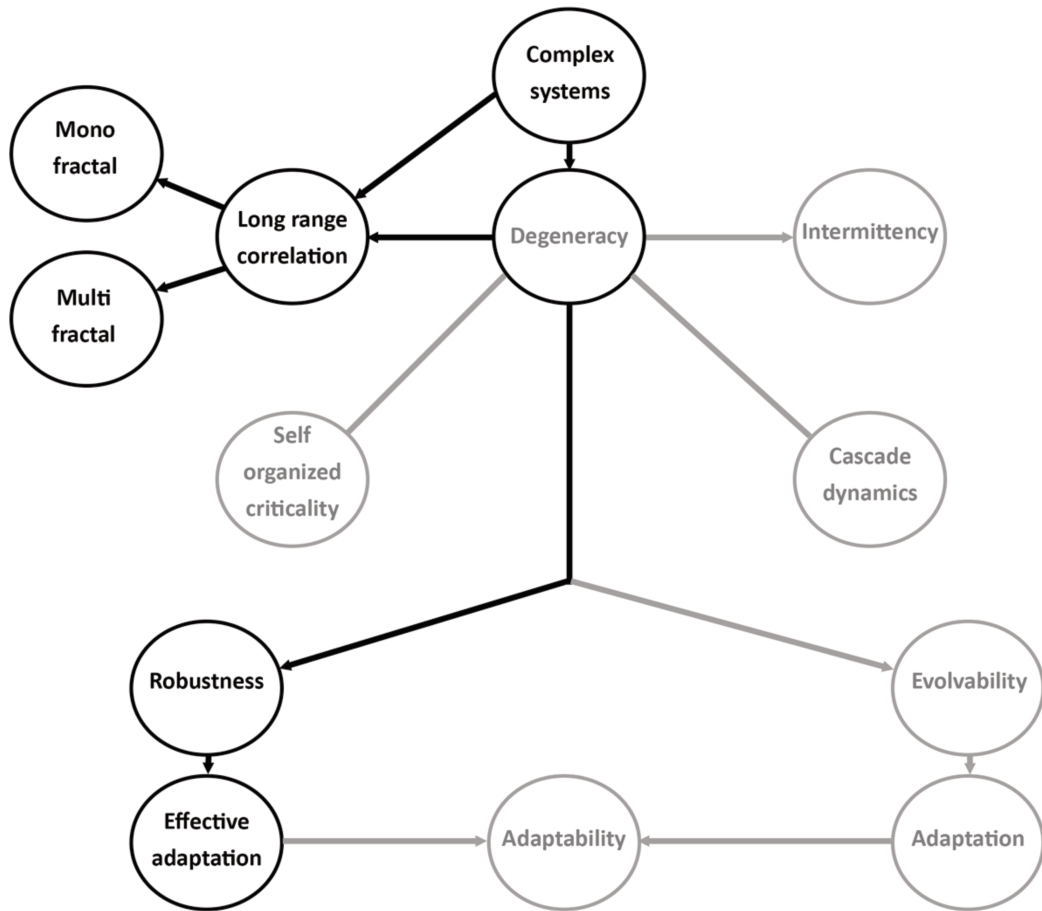 Complex
systems
Mono
fractal
Long range
correlation
Degeneracy
Intermittency
Multi
fractal
Self
organized
criticality
Cascade
dynamics
Robustness
Evolvability
Effective
adaptation
Adaptability
Adaptation